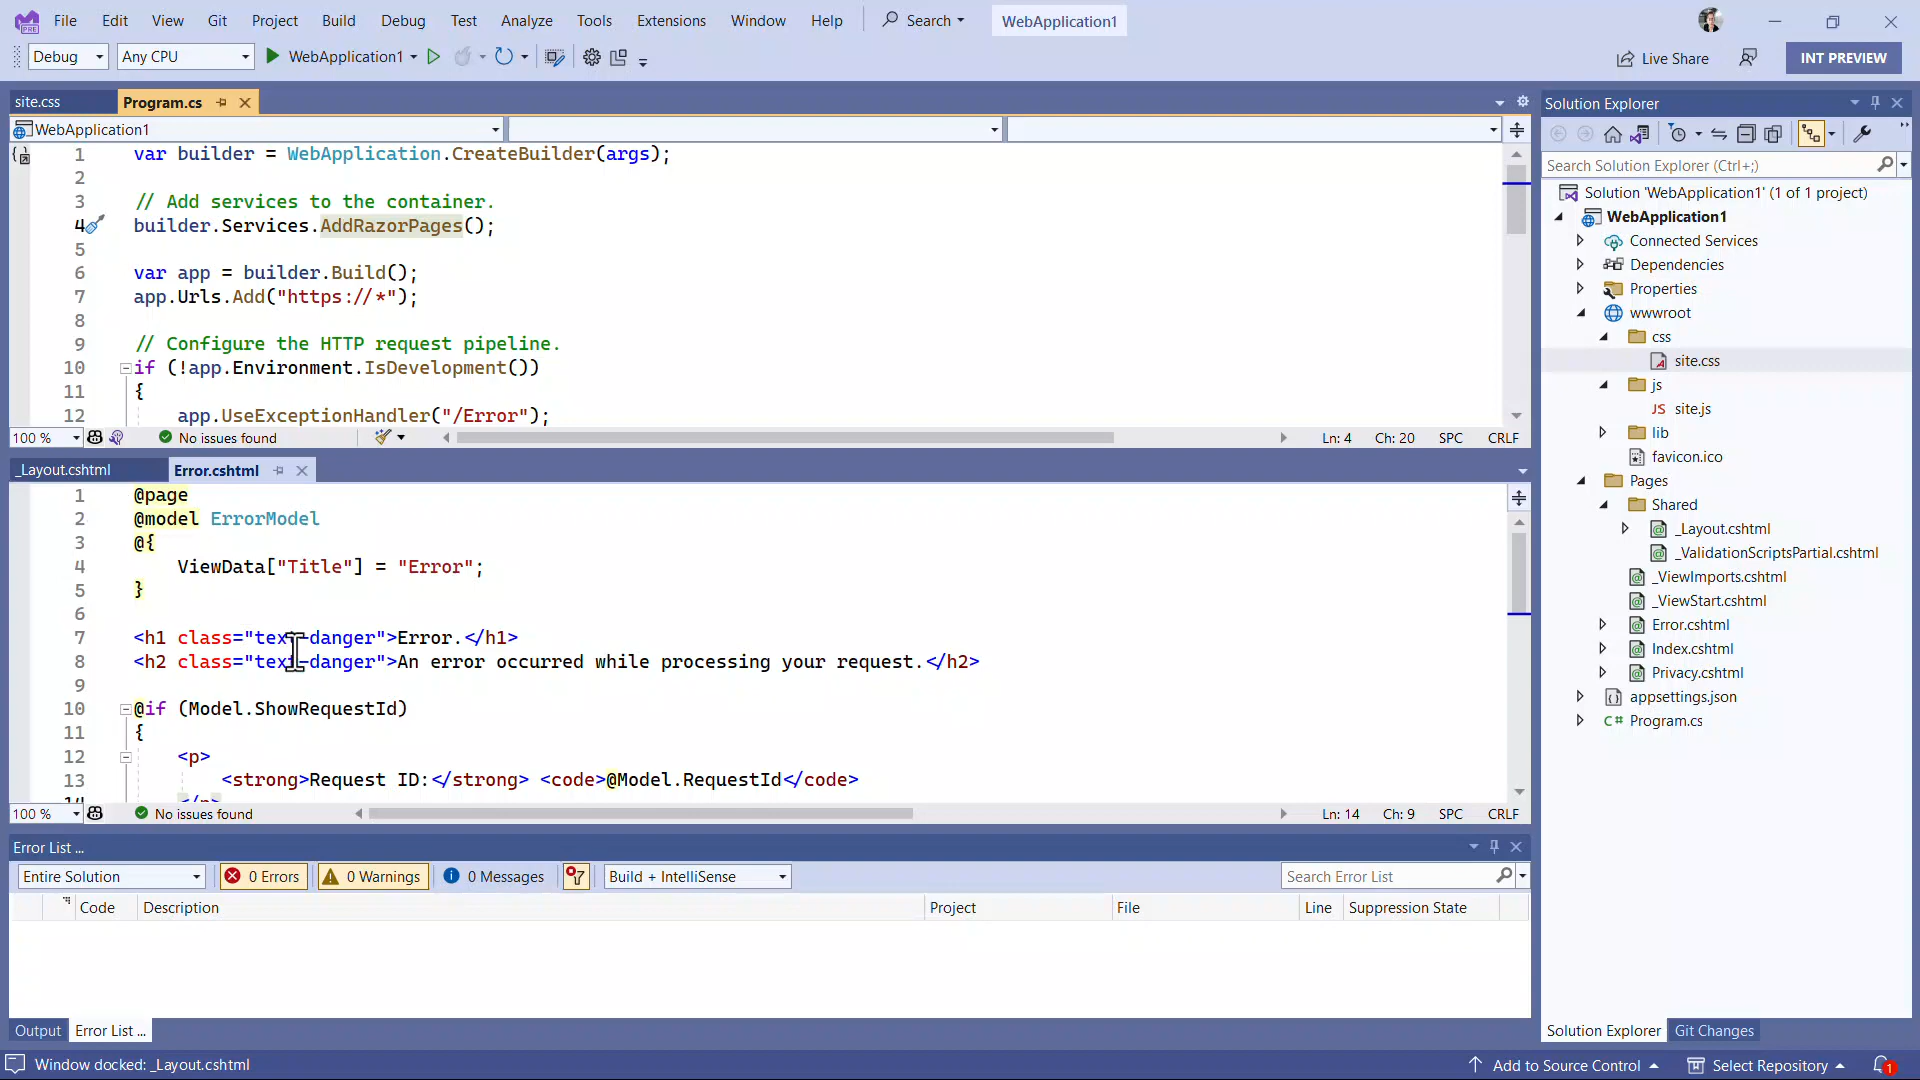 File Edit View Git Project Build Debug Test Analyze Tools Extensions Window Help Search WebApplication1
Debug Any CPU WebApplication1 Live Share INT PREVIEW
site.css Program.cs
WebApplication1
1 var builder = WebApplication.CreateBuilder(args);
2
3 // Add services to the container.
4 builder.Services.AddRazorPages();
5
6 var app = builder.Build();
7 app.Urls.Add("https://*");
8
9 // Configure the HTTP request pipeline.
10 if (!app.Environment.IsDevelopment())
11 {
12 app.UseExceptionHandler("/Error");
100 % No issues found Ln: 4 Ch: 20 SPC CRLF
_Layout.cshtml Error.cshtml
1 @page
2 @model ErrorModel
3 @{
4 ViewData["Title"] = "Error";
5 }
6
7 <h1 class="text-danger">Error.</h1>
8 <h2 class="text-danger">An error occurred while processing your request.</h2>
9
10 @if (Model.ShowRequestId)
11 {
12 <p>
13 <strong>Request ID:</strong> <code>@Model.RequestId</code>
14 </p>
100 % No issues found Ln: 14 Ch: 9 SPC CRLF
Error List ...
Entire Solution 0 Errors 0 Warnings 0 Messages Build + IntelliSense Search Error List
Code Description Project File Line Suppression State
Output Error List ...
Window docked: _Layout.cshtml
Solution Explorer
Search Solution Explorer (Ctrl+;)
Solution 'WebApplication1' (1 of 1 project)
WebApplication1
Connected Services
Dependencies
Properties
wwwroot
css
site.css
js
JS site.js
lib
favicon.ico
Pages
Shared
_Layout.cshtml
_ValidationScriptsPartial.cshtml
_ViewImports.cshtml
_ViewStart.cshtml
Error.cshtml
Index.cshtml
Privacy.cshtml
appsettings.json
C# Program.cs
Solution Explorer Git Changes
Add to Source Control Select Repository 1